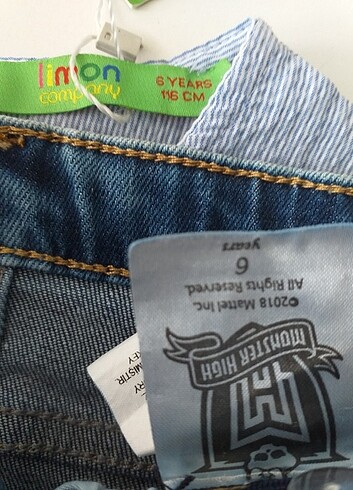 limon
company
6 YEARS
116 CM
6
years
©2018 Mattel Inc.
All Rights Reserved.
MONSTER HIGH